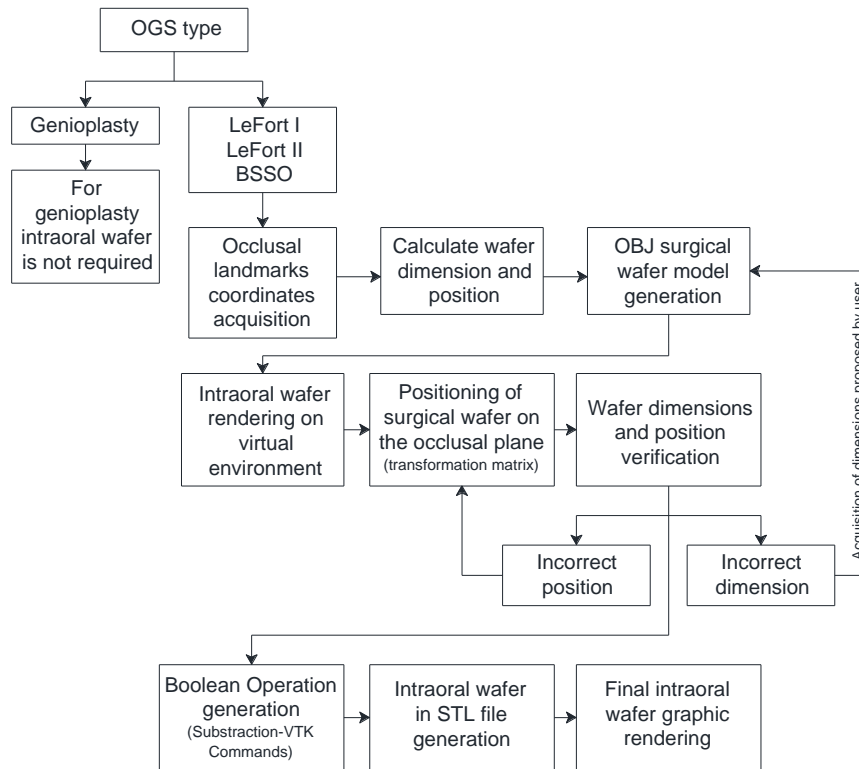 OGS type
Genioplasty
LeFort I
LeFort II
BSSO
For
genioplasty
intraoral wafer
is not required
Occlusal
landmarks
coordinates
acquisition
Calculate wafer
dimension and
position
OBJ surgical
wafer model
generation
Acquisition of dimensions proposed by user
Intraoral wafer
rendering on
virtual
environment
Positioning of
surgical wafer on
the occlusal plane
(transformation matrix)
Wafer dimensions
and position
verification
Incorrect
position
Incorrect
dimension
Boolean Operation
generation
(Substraction-VTK
Commands)
Intraoral wafer
in STL file
generation
Final intraoral
wafer graphic
rendering